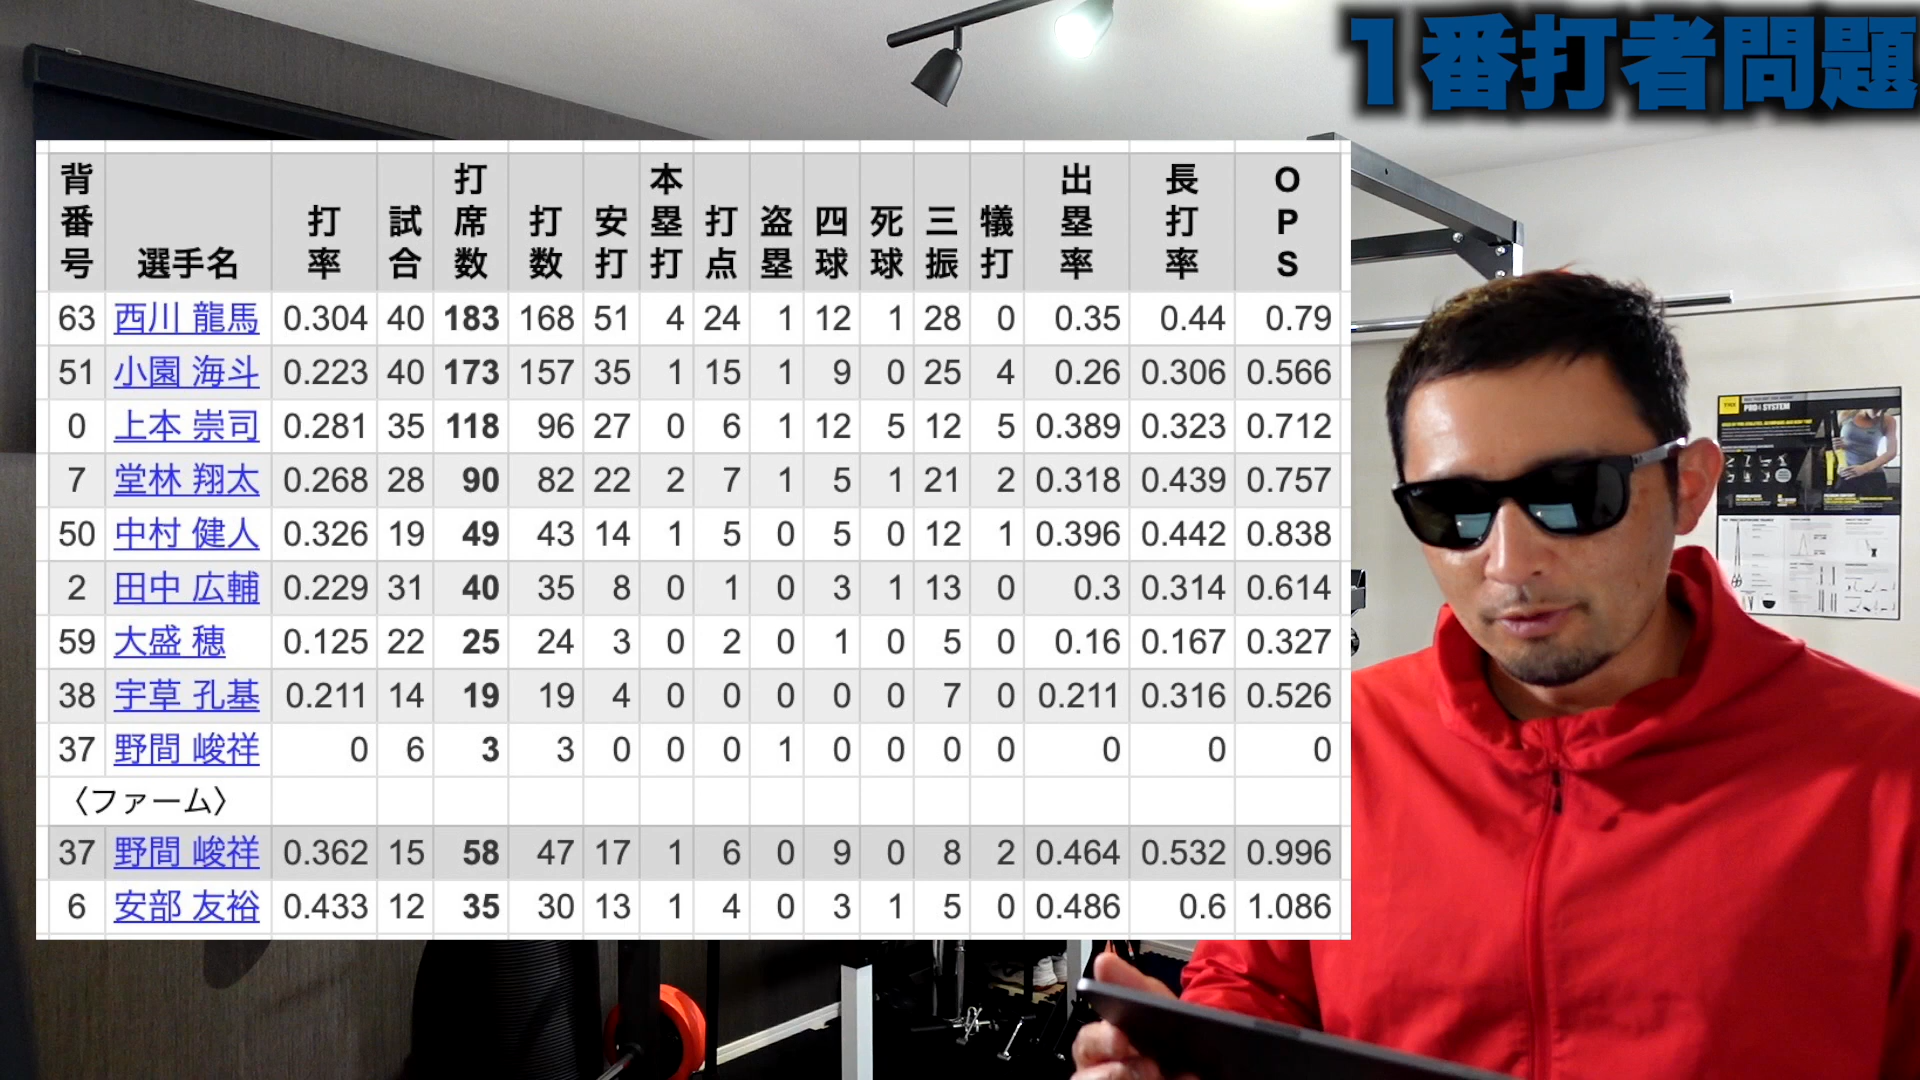 1番打者問題
背番号 選手名 打率 試合 打席数 打数 安打 本塁打 打点 盗塁 四球 死球 三振 犠打 出塁率 長打率 OPS
63 西川 龍馬 0.304 40 183 168 51 4 24 1 12 1 28 0 0.35 0.44 0.79
51 小園 海斗 0.223 40 173 157 35 1 15 1 9 0 25 4 0.26 0.306 0.566
0 上本 崇司 0.281 35 118 96 27 0 6 1 12 5 12 5 0.389 0.323 0.712
7 堂林 翔太 0.268 28 90 82 22 2 7 1 5 1 21 2 0.318 0.439 0.757
50 中村 健人 0.326 19 49 43 14 1 5 0 5 0 12 1 0.396 0.442 0.838
2 田中 広輔 0.229 31 40 35 8 0 1 0 3 1 13 0 0.3 0.314 0.614
59 大盛 穂 0.125 22 25 24 3 0 2 0 1 0 5 0 0.16 0.167 0.327
38 宇草 孔基 0.211 14 19 19 4 0 0 0 0 0 7 0 0.211 0.316 0.526
37 野間 峻祥 0 6 3 3 0 0 0 1 0 0 0 0 0 0 0
〈ファーム〉
37 野間 峻祥 0.362 15 58 47 17 1 6 0 9 0 8 2 0.464 0.532 0.996
6 安部 友裕 0.433 12 35 30 13 1 4 0 3 1 5 0 0.486 0.6 1.086
PRO4 SYSTEM